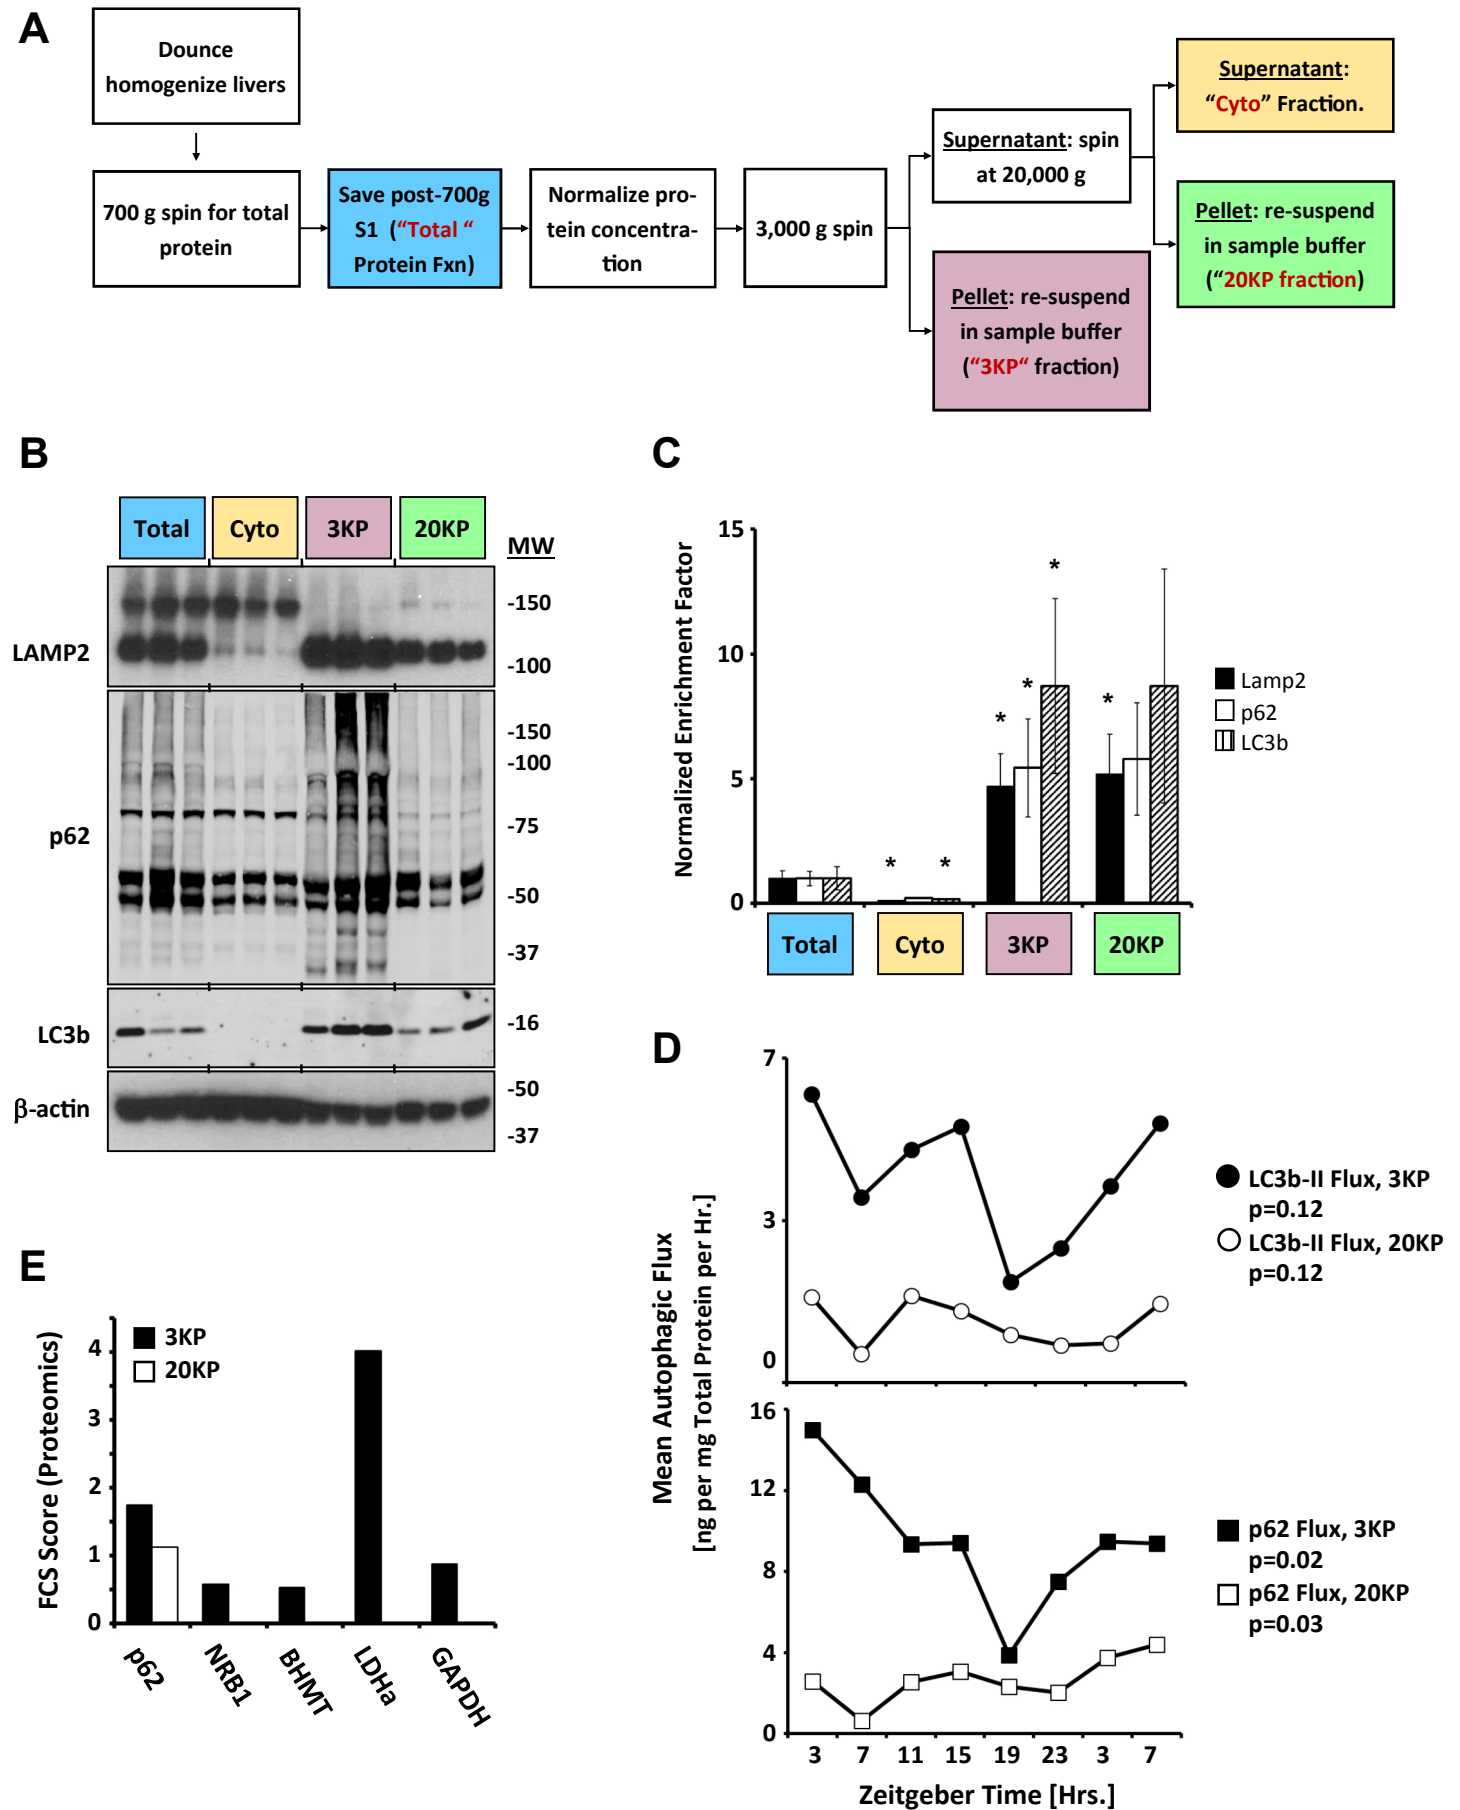 A
Dounce
homogenize livers
700 g spin for total
protein
Save post-700g
S1 (“Total “
Protein Fxn)
Normalize pro-
tein concentra-
tion
3,000 g spin
Supernatant: spin
at 20,000 g
Pellet: re-suspend
in sample buffer
(“3KP“ fraction)
Supernatant:
“Cyto” Fraction.
Pellet: re-suspend
in sample buffer
(“20KP fraction)
B
Total
Cyto
3KP
20KP
MW
LAMP2
-150
-100
p62
-150
-100
-75
-50
-37
LC3b
-16
β-actin
-50
-37
C
Normalized Enrichment Factor
15
10
5
0
*
*
*
*
*
*
Total
Cyto
3KP
20KP
Lamp2
p62
LC3b
D
Mean Autophagic Flux
[ng per mg Total Protein per Hr.]
7
3
0
LC3b-II Flux, 3KP
p=0.12
LC3b-II Flux, 20KP
p=0.12
16
12
8
4
0
p62 Flux, 3KP
p=0.02
p62 Flux, 20KP
p=0.03
3 7 11 15 19 23 3 7
Zeitgeber Time [Hrs.]
E
FCS Score (Proteomics)
4
3
2
1
0
3KP
20KP
p62
NRB1
BHMT
LDHa
GAPDH